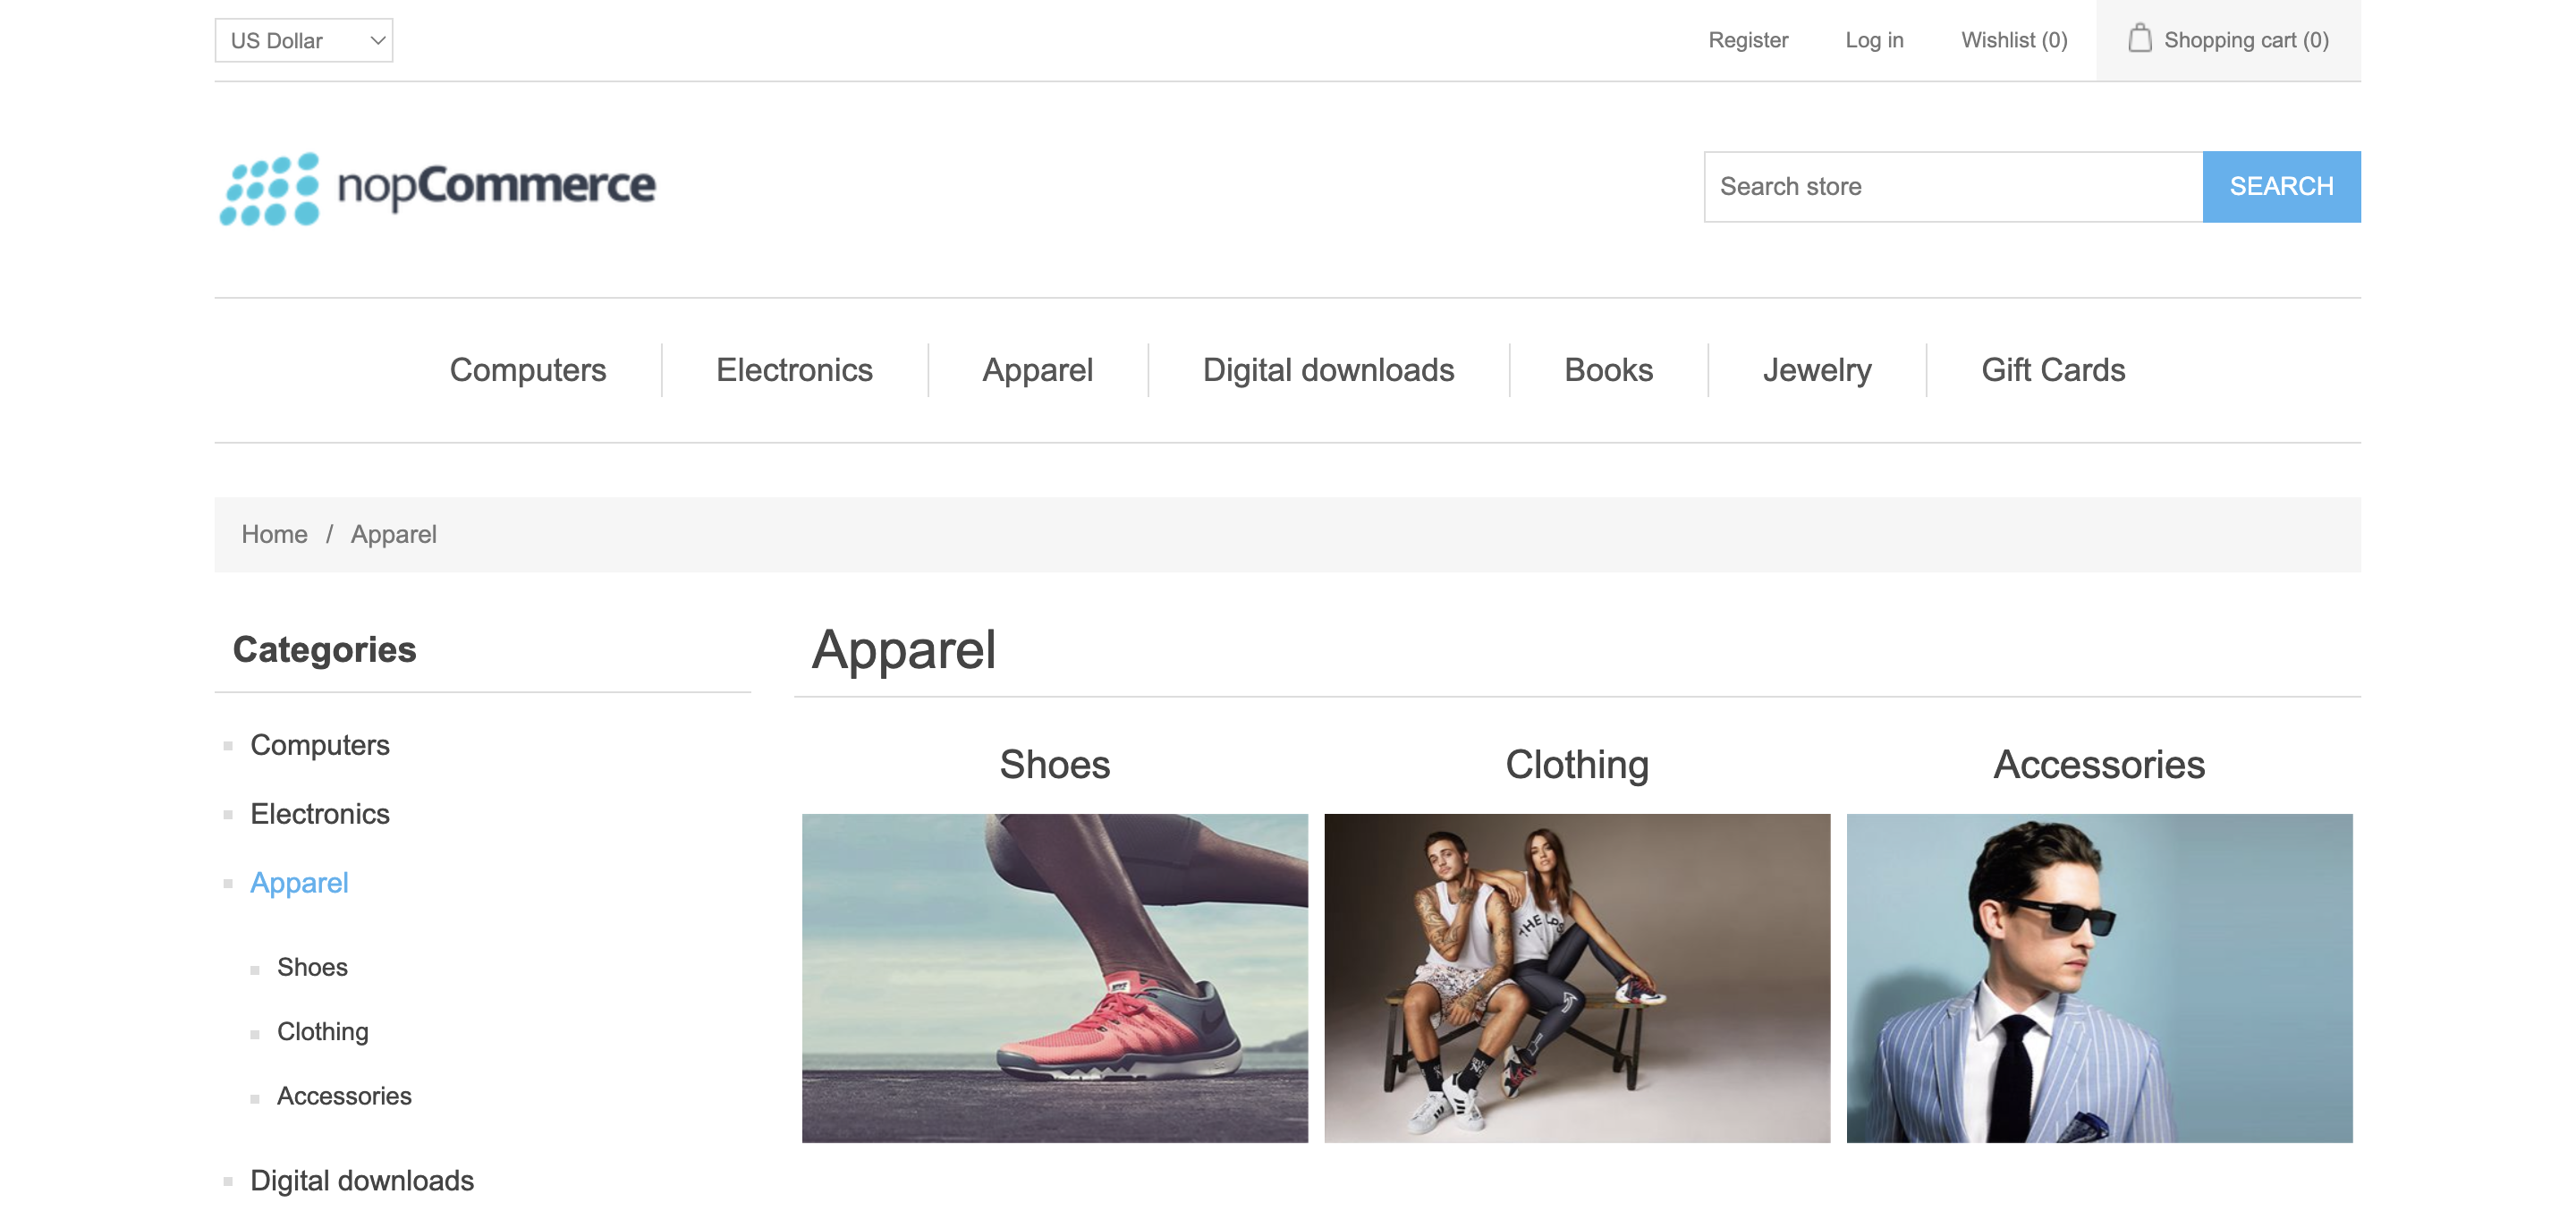 US Dollar
Register
Log in
Wishlist (0)
Shopping cart (0)
nopCommerce
Search store
SEARCH
Computers
Electronics
Apparel
Digital downloads
Books
Jewelry
Gift Cards
Home / Apparel
Categories
Computers
Electronics
Apparel
Shoes
Clothing
Accessories
Digital downloads
Apparel
Shoes
Clothing
Accessories